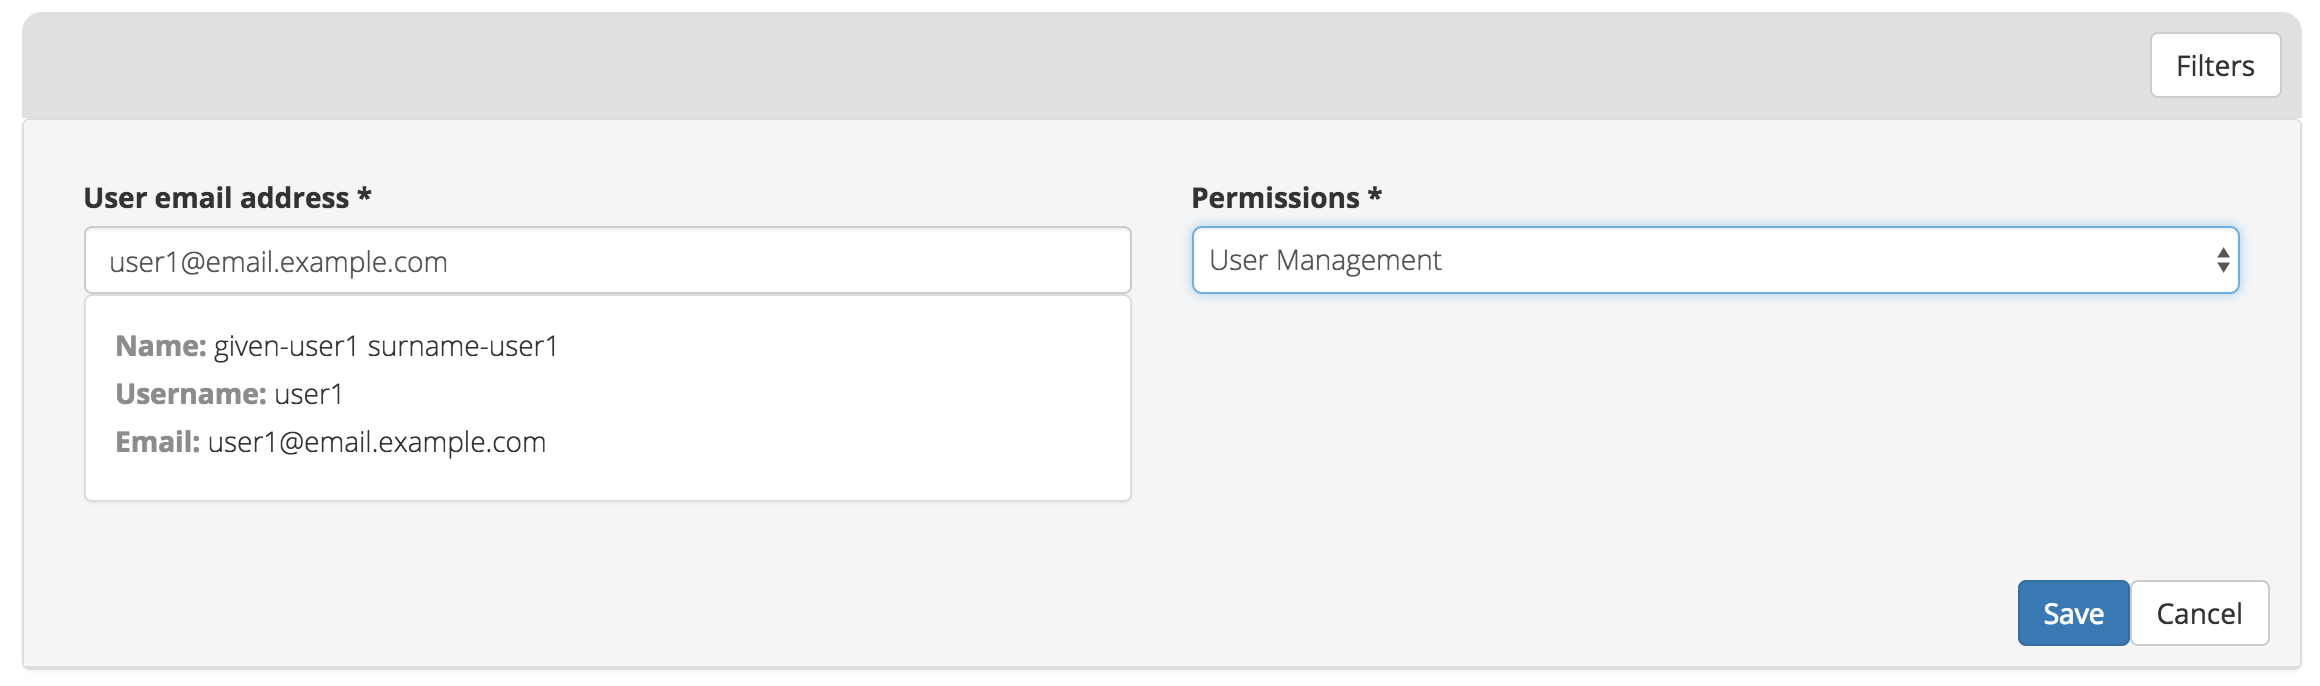 Filters
User email address *
Permissions *
user1@email.example.com
User Management
Name: given-user1 surname-user1
Username: user1
Email: user1@email.example.com
Save
Cancel